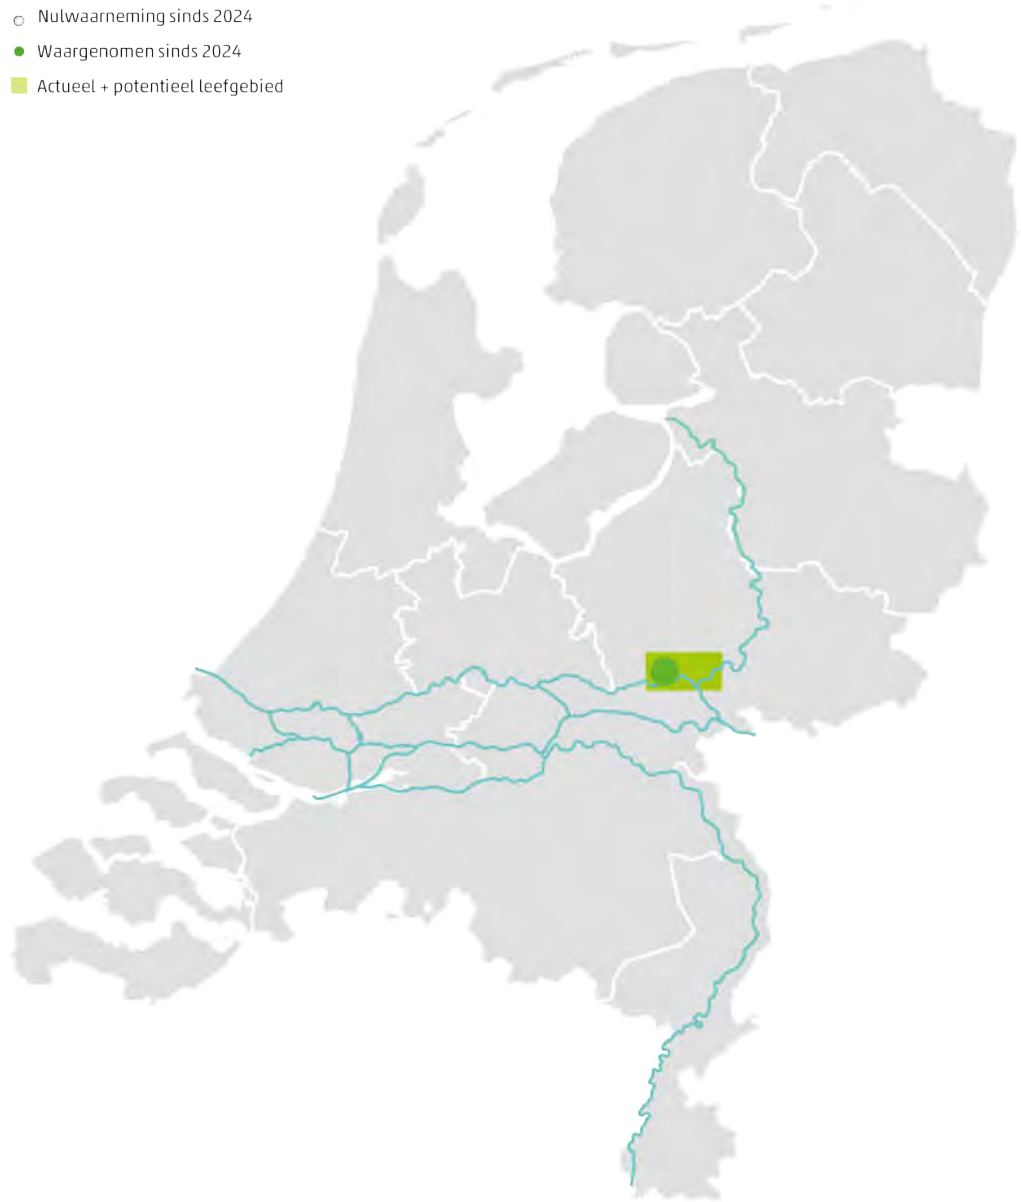 Nulwaarneming sinds 2024
Waargenomen sinds 2024
Actueel + potentieel leefgebied